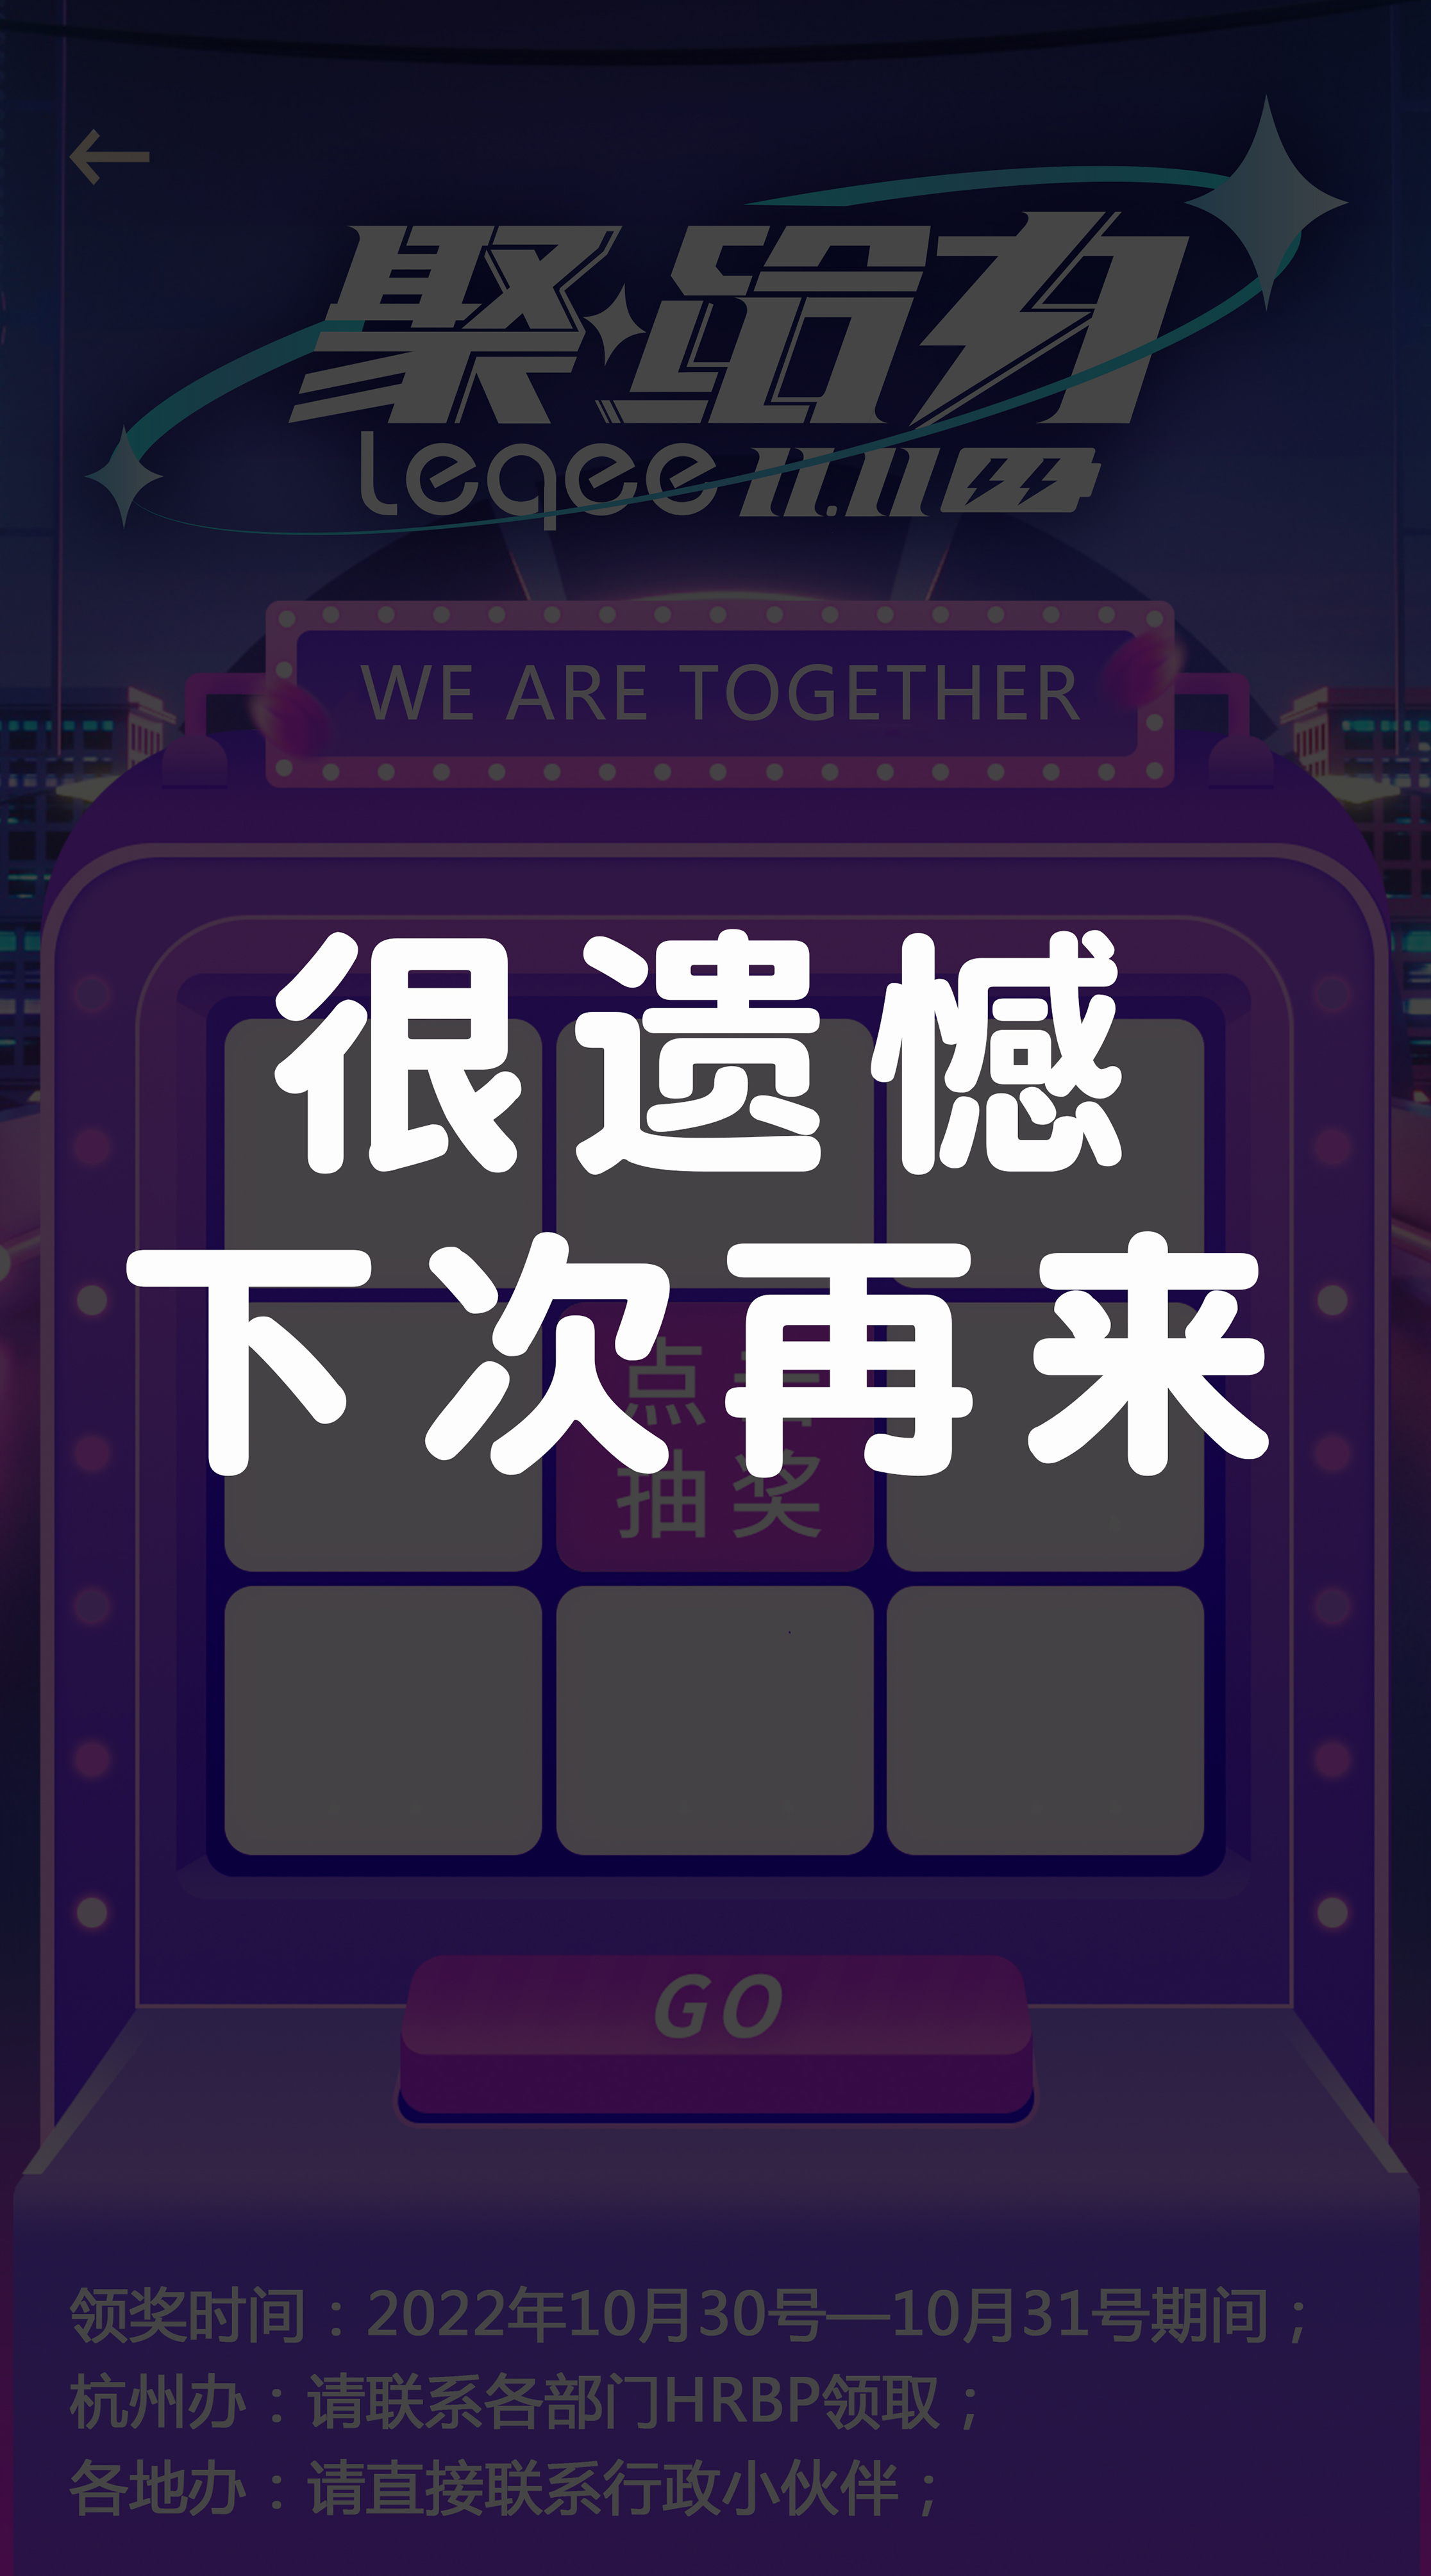 聚给力
Leqee 11.11
WE ARE TOGETHER
很遗憾
下次再来
点击
抽奖
GO
领奖时间：2022年10月30号—10月31号期间；
杭州办：请联系各部门HRBP领取；
各地办：请直接联系行政小伙伴；